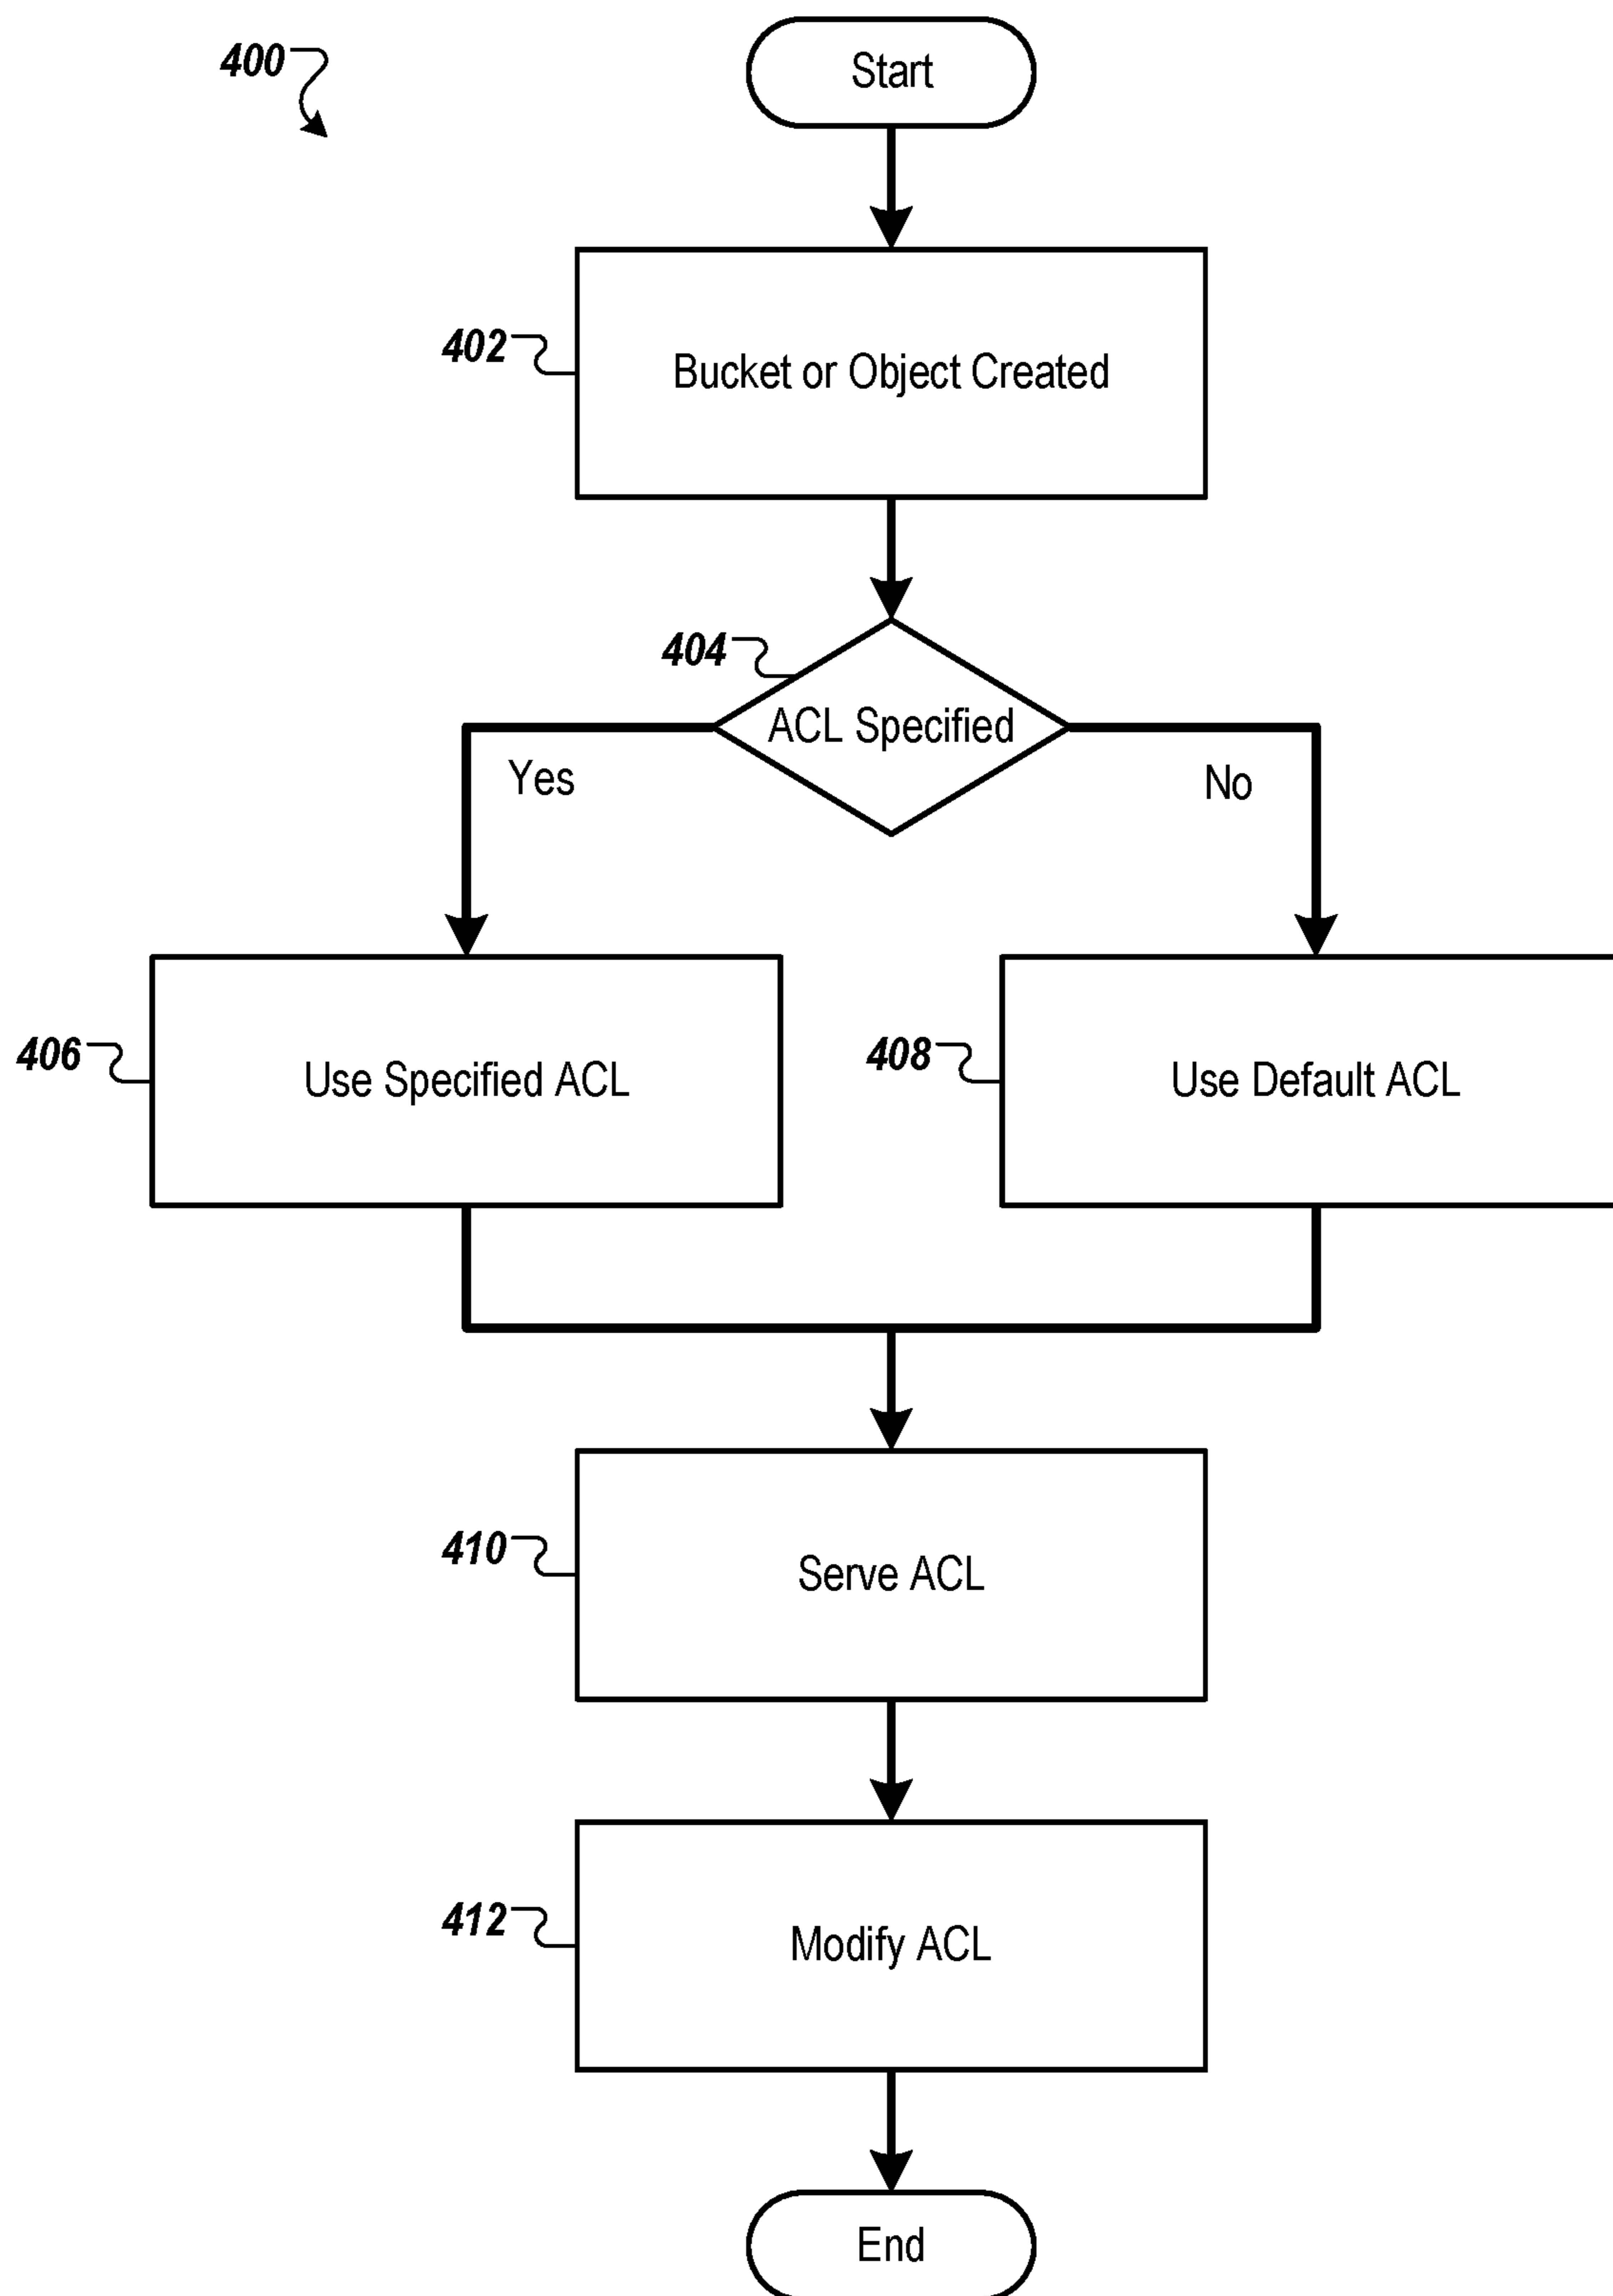 400
Start
402
Bucket or Object Created
404
ACL Specified
Yes
No
406
Use Specified ACL
408
Use Default ACL
410
Serve ACL
412
Modify ACL
End